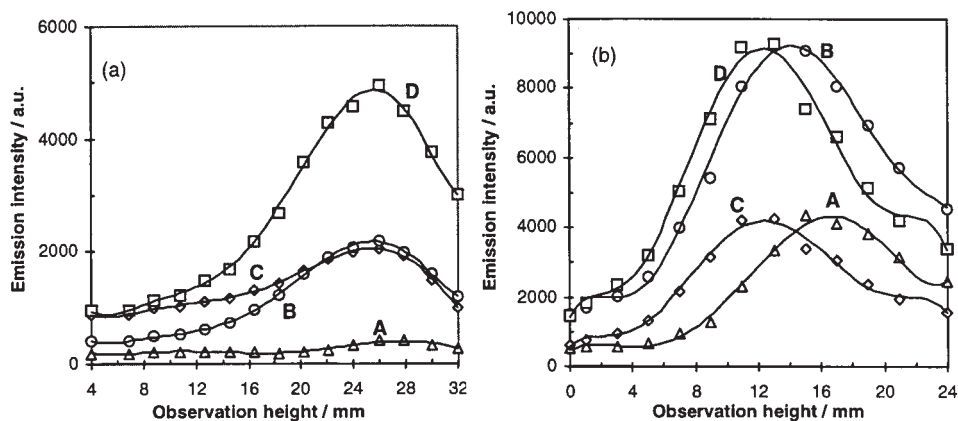 (a)
Emission intensity / a.u.
6000
4000
2000
0
D
C
B
A
4 8 12 16 20 24 28 32
Observation height / mm
(b)
Emission intensity / a.u.
10000
8000
6000
4000
2000
0
D
B
C
A
0 4 8 12 16 20 24
Observation height / mm